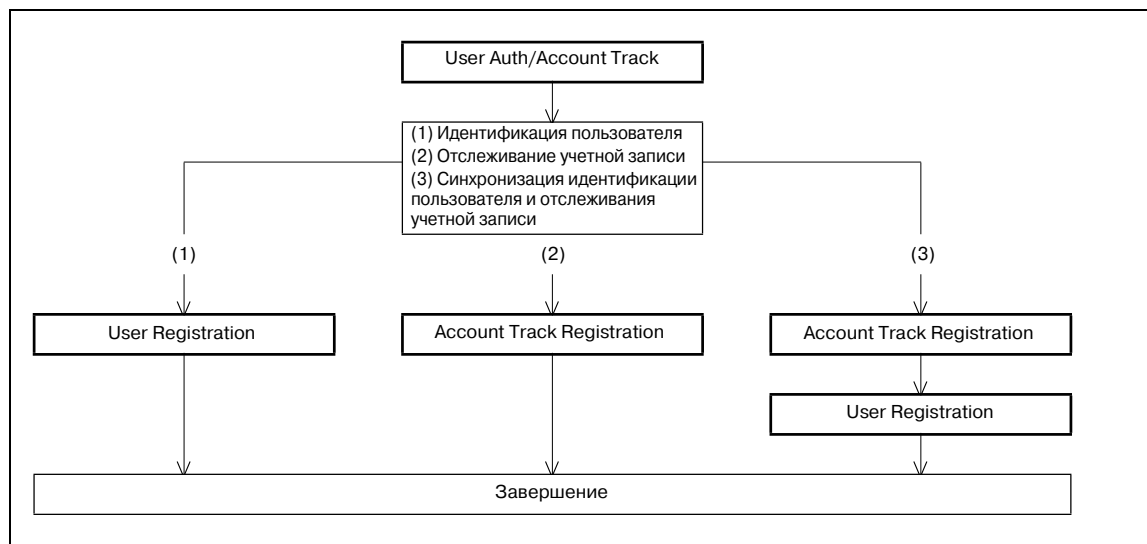 User Auth/Account Track
(1) Идентификация пользователя
(2) Отслеживание учетной записи
(3) Синхронизация идентификации
пользователя и отслеживания
учетной записи
(1)
(2)
(3)
User Registration
Account Track Registration
Account Track Registration
User Registration
Завершение